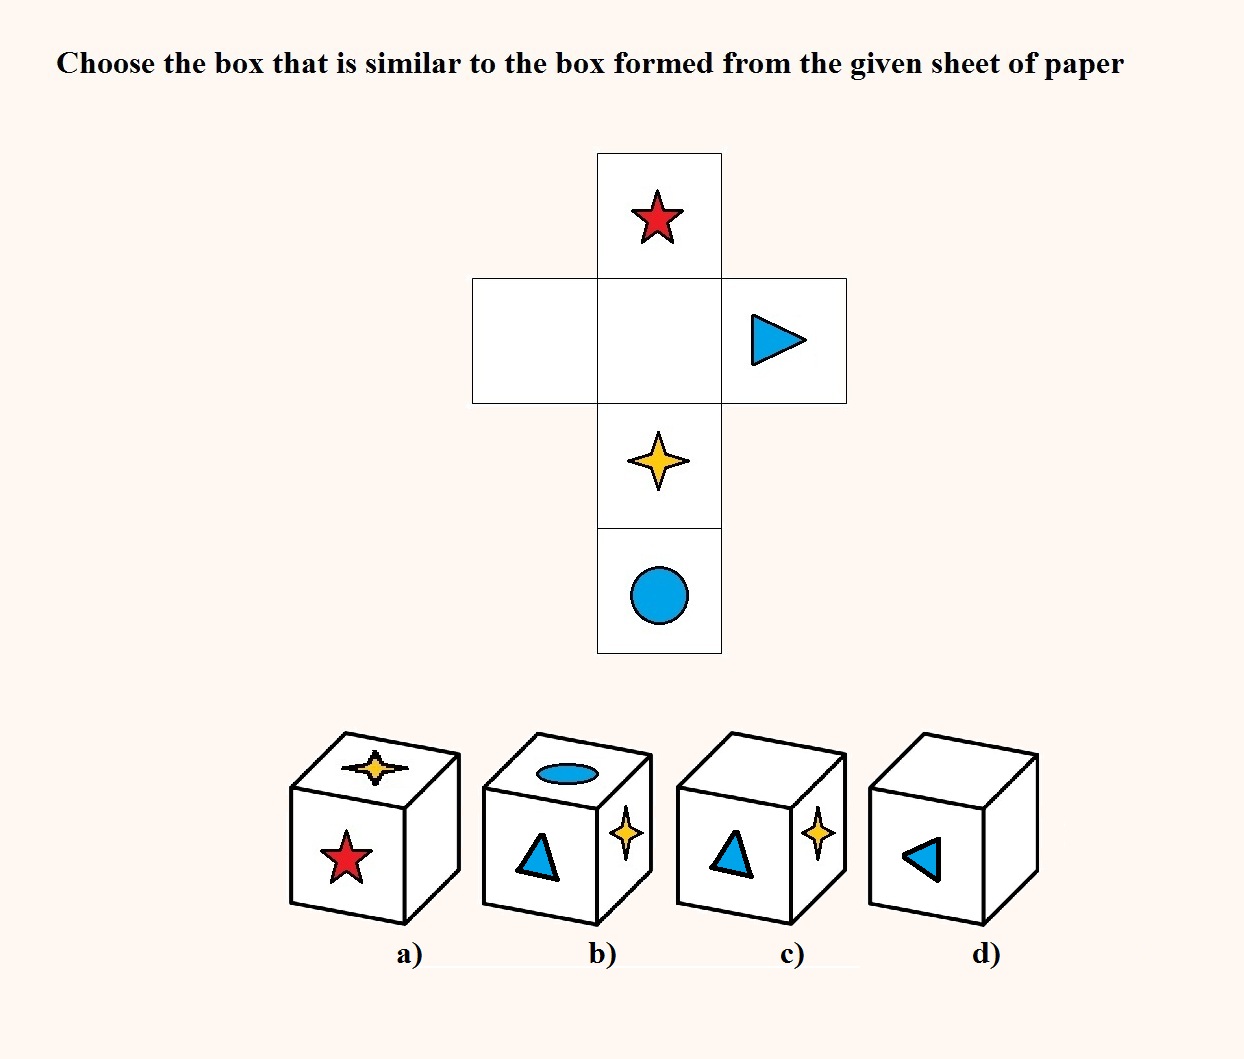 Choose the box that is similar to the box formed from the given sheet of paper
a) b) c) d)